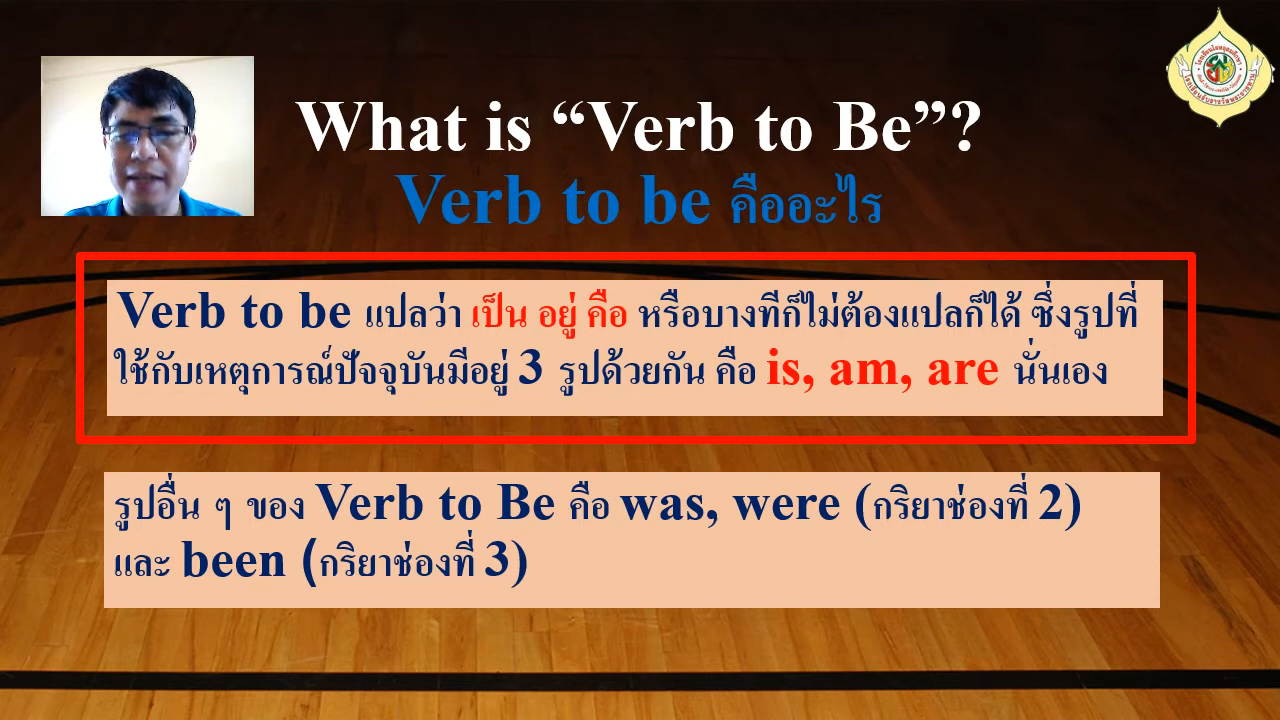 What is “Verb to Be”?
Verb to be คืออะไร
Verb to be แปลว่า เป็น อยู่ คือ หรือบางทีก็ไม่ต้องแปลก็ได้ ซึ่งรูปที่
ใช้กับเหตุการณ์ปัจจุบันมีอยู่ 3 รูปด้วยกัน คือ is, am, are นั่นเอง
รูปอื่น ๆ ของ Verb to Be คือ was, were (กริยาช่องที่ 2)
และ been (กริยาช่องที่ 3)